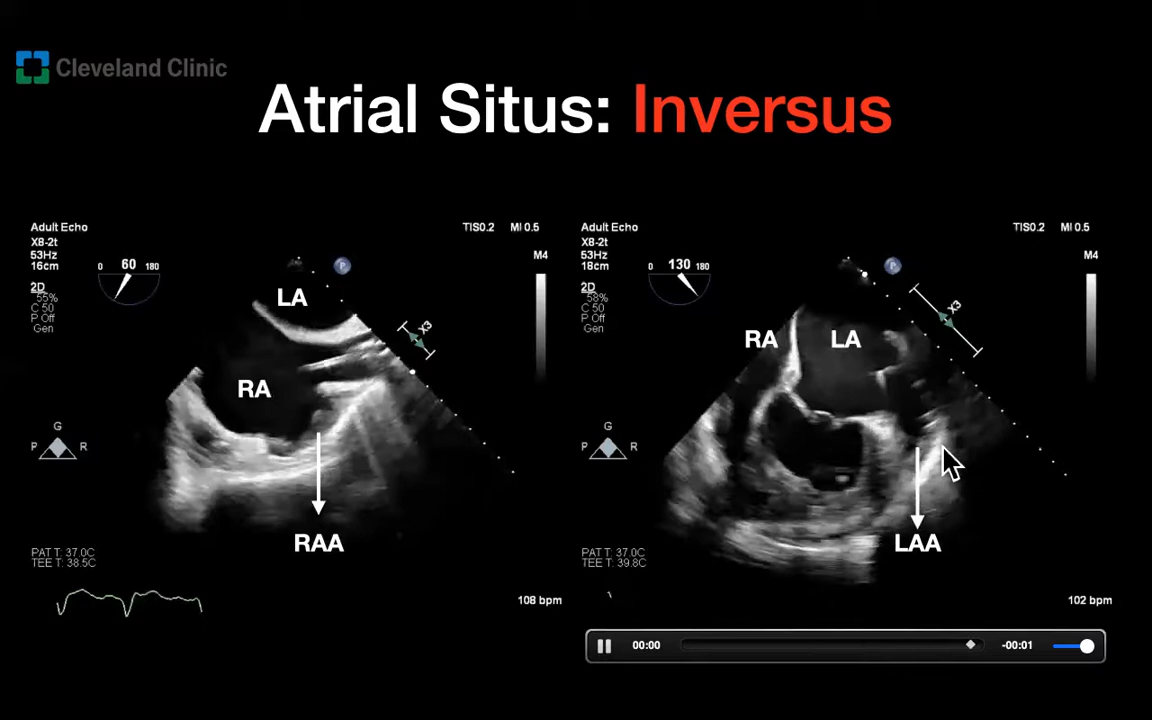 Cleveland Clinic
Atrial Situs: Inversus
Adult Echo
X8-2t
53Hz
16cm
2D
55%
C 50
P Off
Gen
0 60 180
P
TIS0.2 MI 0.5
M4
LA
X3
RA
G
P R
RAA
PAT T: 37.0C
TEE T: 38.5C
108 bpm
Adult Echo
X8-2t
53Hz
18cm
2D
58%
C 50
P Off
Gen
0 130 180
P
TIS0.2 MI 0.5
M4
X3
RA LA
G
P R
LAA
PAT T: 37.0C
TEE T: 39.8C
102 bpm
00:00 -00:01